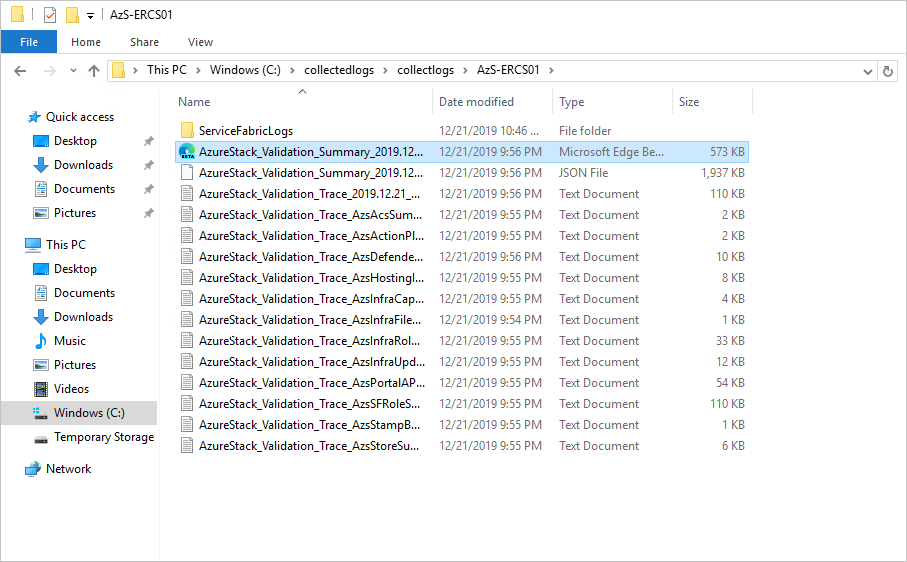 AzS-ERCS01
File Home Share View
This PC Windows (C:) collectedlogs collectlogs AzS-ERCS01
Name Date modified Type Size
Quick access
Desktop
Downloads
Documents
Pictures
This PC
Desktop
Documents
Downloads
Music
Pictures
Videos
Windows (C:)
Temporary Storage
Network
ServiceFabricLogs 12/21/2019 10:46 ... File folder
AzureStack_Validation_Summary_2019.12... 12/21/2019 9:56 PM Microsoft Edge Be... 573 KB
AzureStack_Validation_Summary_2019.12... 12/21/2019 9:56 PM JSON File 1,937 KB
AzureStack_Validation_Trace_2019.12.21_... 12/21/2019 9:56 PM Text Document 110 KB
AzureStack_Validation_Trace_AzsAcsSum... 12/21/2019 9:55 PM Text Document 2 KB
AzureStack_Validation_Trace_AzsActionPl... 12/21/2019 9:55 PM Text Document 2 KB
AzureStack_Validation_Trace_AzsDefende... 12/21/2019 9:56 PM Text Document 10 KB
AzureStack_Validation_Trace_AzsHostingI... 12/21/2019 9:55 PM Text Document 8 KB
AzureStack_Validation_Trace_AzsInfraCap... 12/21/2019 9:55 PM Text Document 4 KB
AzureStack_Validation_Trace_AzsInfraFile... 12/21/2019 9:54 PM Text Document 1 KB
AzureStack_Validation_Trace_AzsInfraRol... 12/21/2019 9:55 PM Text Document 33 KB
AzureStack_Validation_Trace_AzsInfraUpd... 12/21/2019 9:55 PM Text Document 12 KB
AzureStack_Validation_Trace_AzsPortalAP... 12/21/2019 9:55 PM Text Document 54 KB
AzureStack_Validation_Trace_AzsSFRoleS... 12/21/2019 9:55 PM Text Document 110 KB
AzureStack_Validation_Trace_AzsStampB... 12/21/2019 9:55 PM Text Document 1 KB
AzureStack_Validation_Trace_AzsStoreSu... 12/21/2019 9:55 PM Text Document 6 KB
BETA